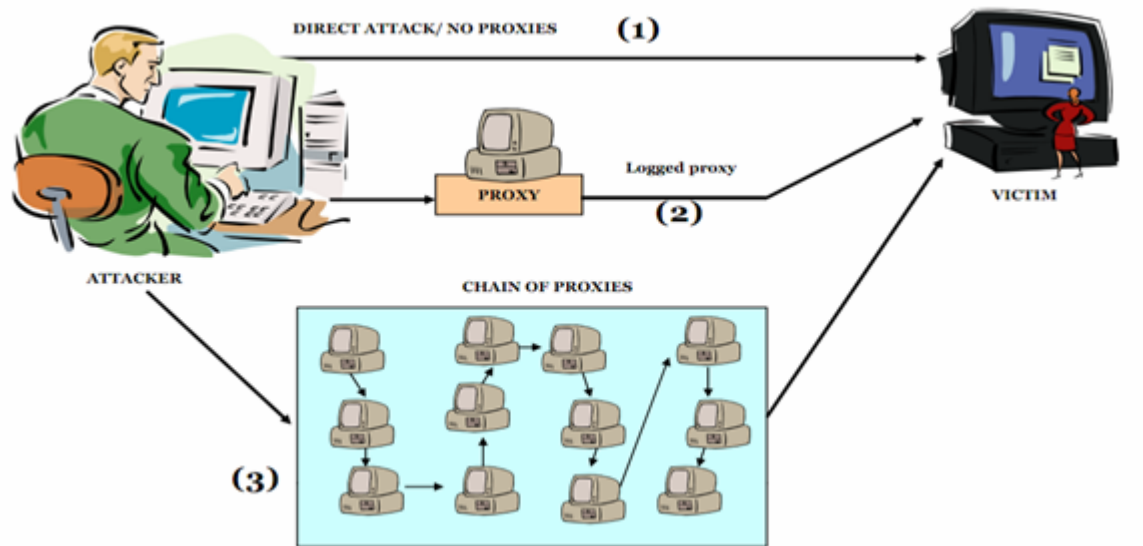 DIRECT ATTACK/ NO PROXIES (1)
PROXY
Logged proxy
(2)
VICTIM
ATTACKER
CHAIN OF PROXIES
(3)